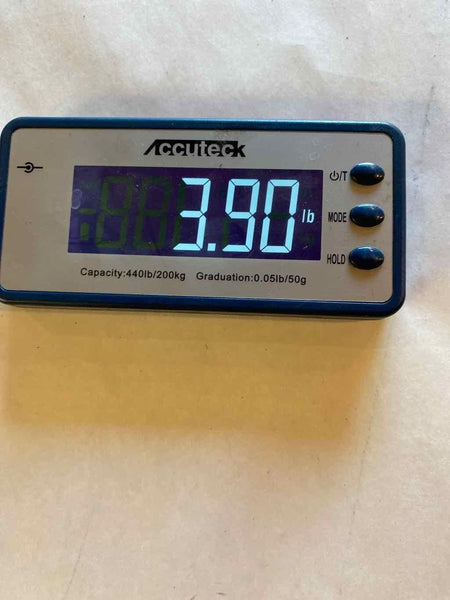 Accuteck
⏻/T
3.90 lb
MODE
HOLD
Capacity:440lb/200kg Graduation:0.05lb/50g